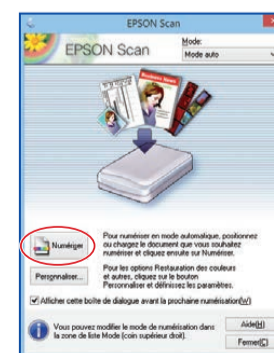 EPSON Scan
EPSON Scan
Mode:
Mode auto
Business News
Numériser
Pour numériser en mode automatique, positionnez
ou chargez le document que vous souhaitez
numériser et cliquez ensuite sur Numériser.
Personnaliser...
Pour les options Restauration des couleurs
et autres, cliquez sur le bouton
Personnaliser et définissez les paramètres.
Afficher cette boîte de dialogue avant la prochaine numérisation(W)
Vous pouvez modifier le mode de numérisation dans
la zone de liste Mode (coin supérieur droit).
Aide(H)
Fermer(C)